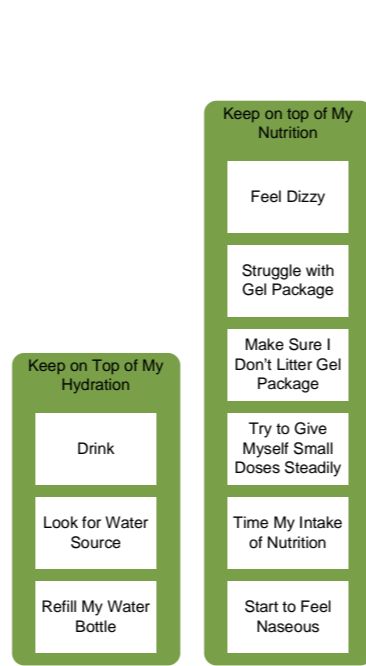 Keep on Top of My
Hydration
Drink
Look for Water
Source
Refill My Water
Bottle
Keep on top of My
Nutrition
Feel Dizzy
Struggle with
Gel Package
Make Sure I
Don't Litter Gel
Package
Try to Give
Myself Small
Doses Steadily
Time My Intake
of Nutrition
Start to Feel
Naseous